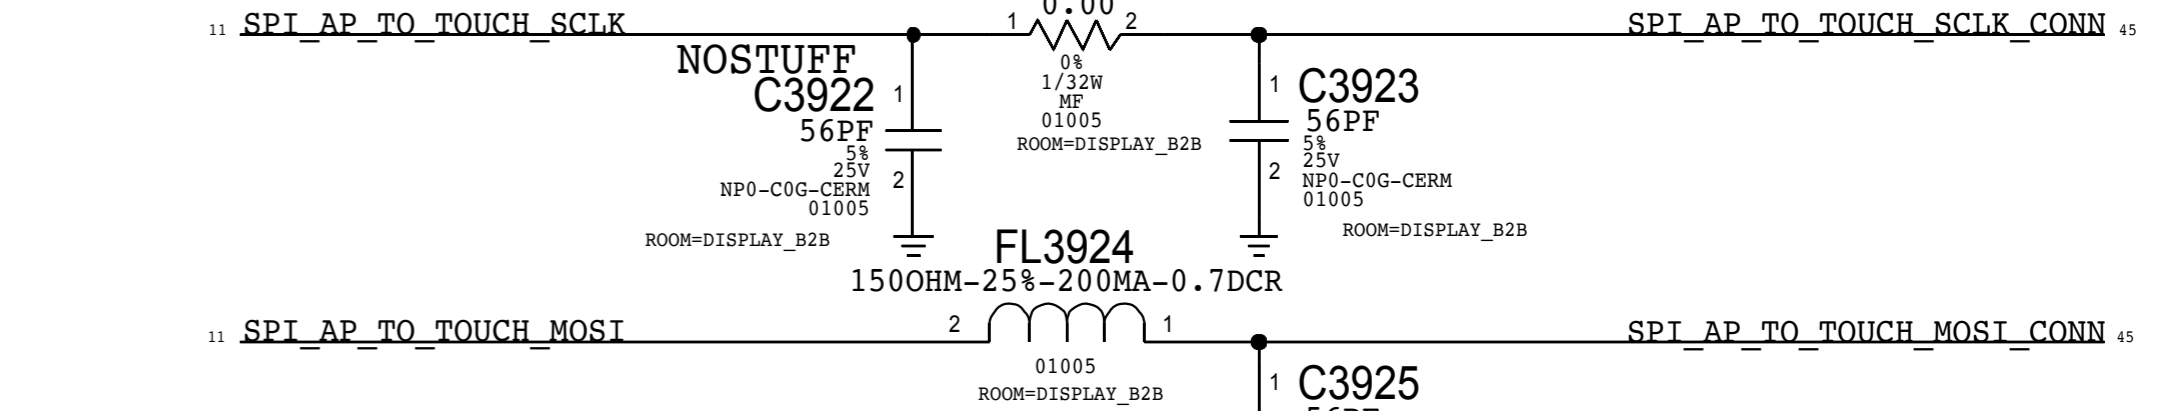 11 SPI_AP_TO_TOUCH_SCLK
1 0.00 2
SPI_AP_TO_TOUCH_SCLK_CONN 45
NOSTUFF
C3922
56PF
5%
25V
NP0-C0G-CERM
01005
ROOM=DISPLAY_B2B
1
2
0%
1/32W
MF
01005
ROOM=DISPLAY_B2B
1
2
C3923
56PF
5%
25V
NP0-C0G-CERM
01005
ROOM=DISPLAY_B2B
FL3924
150OHM-25%-200MA-0.7DCR
11 SPI_AP_TO_TOUCH_MOSI
2 1
SPI_AP_TO_TOUCH_MOSI_CONN 45
01005
ROOM=DISPLAY_B2B
1 C3925